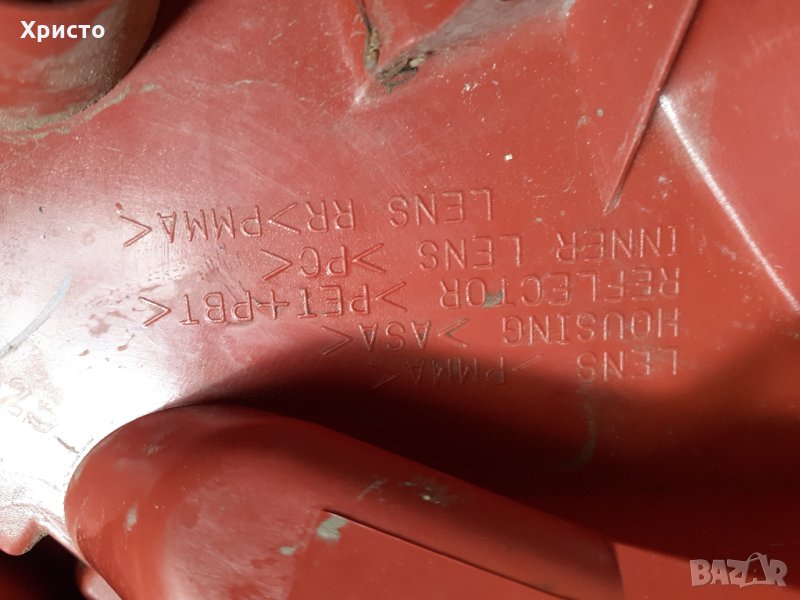 Христо
LENS >PMMA<
HOUSING >ASA<
REFLECTOR >PET+PBT<
INNER LENS >PC<
LENS RR>PMMA<
BAZAR